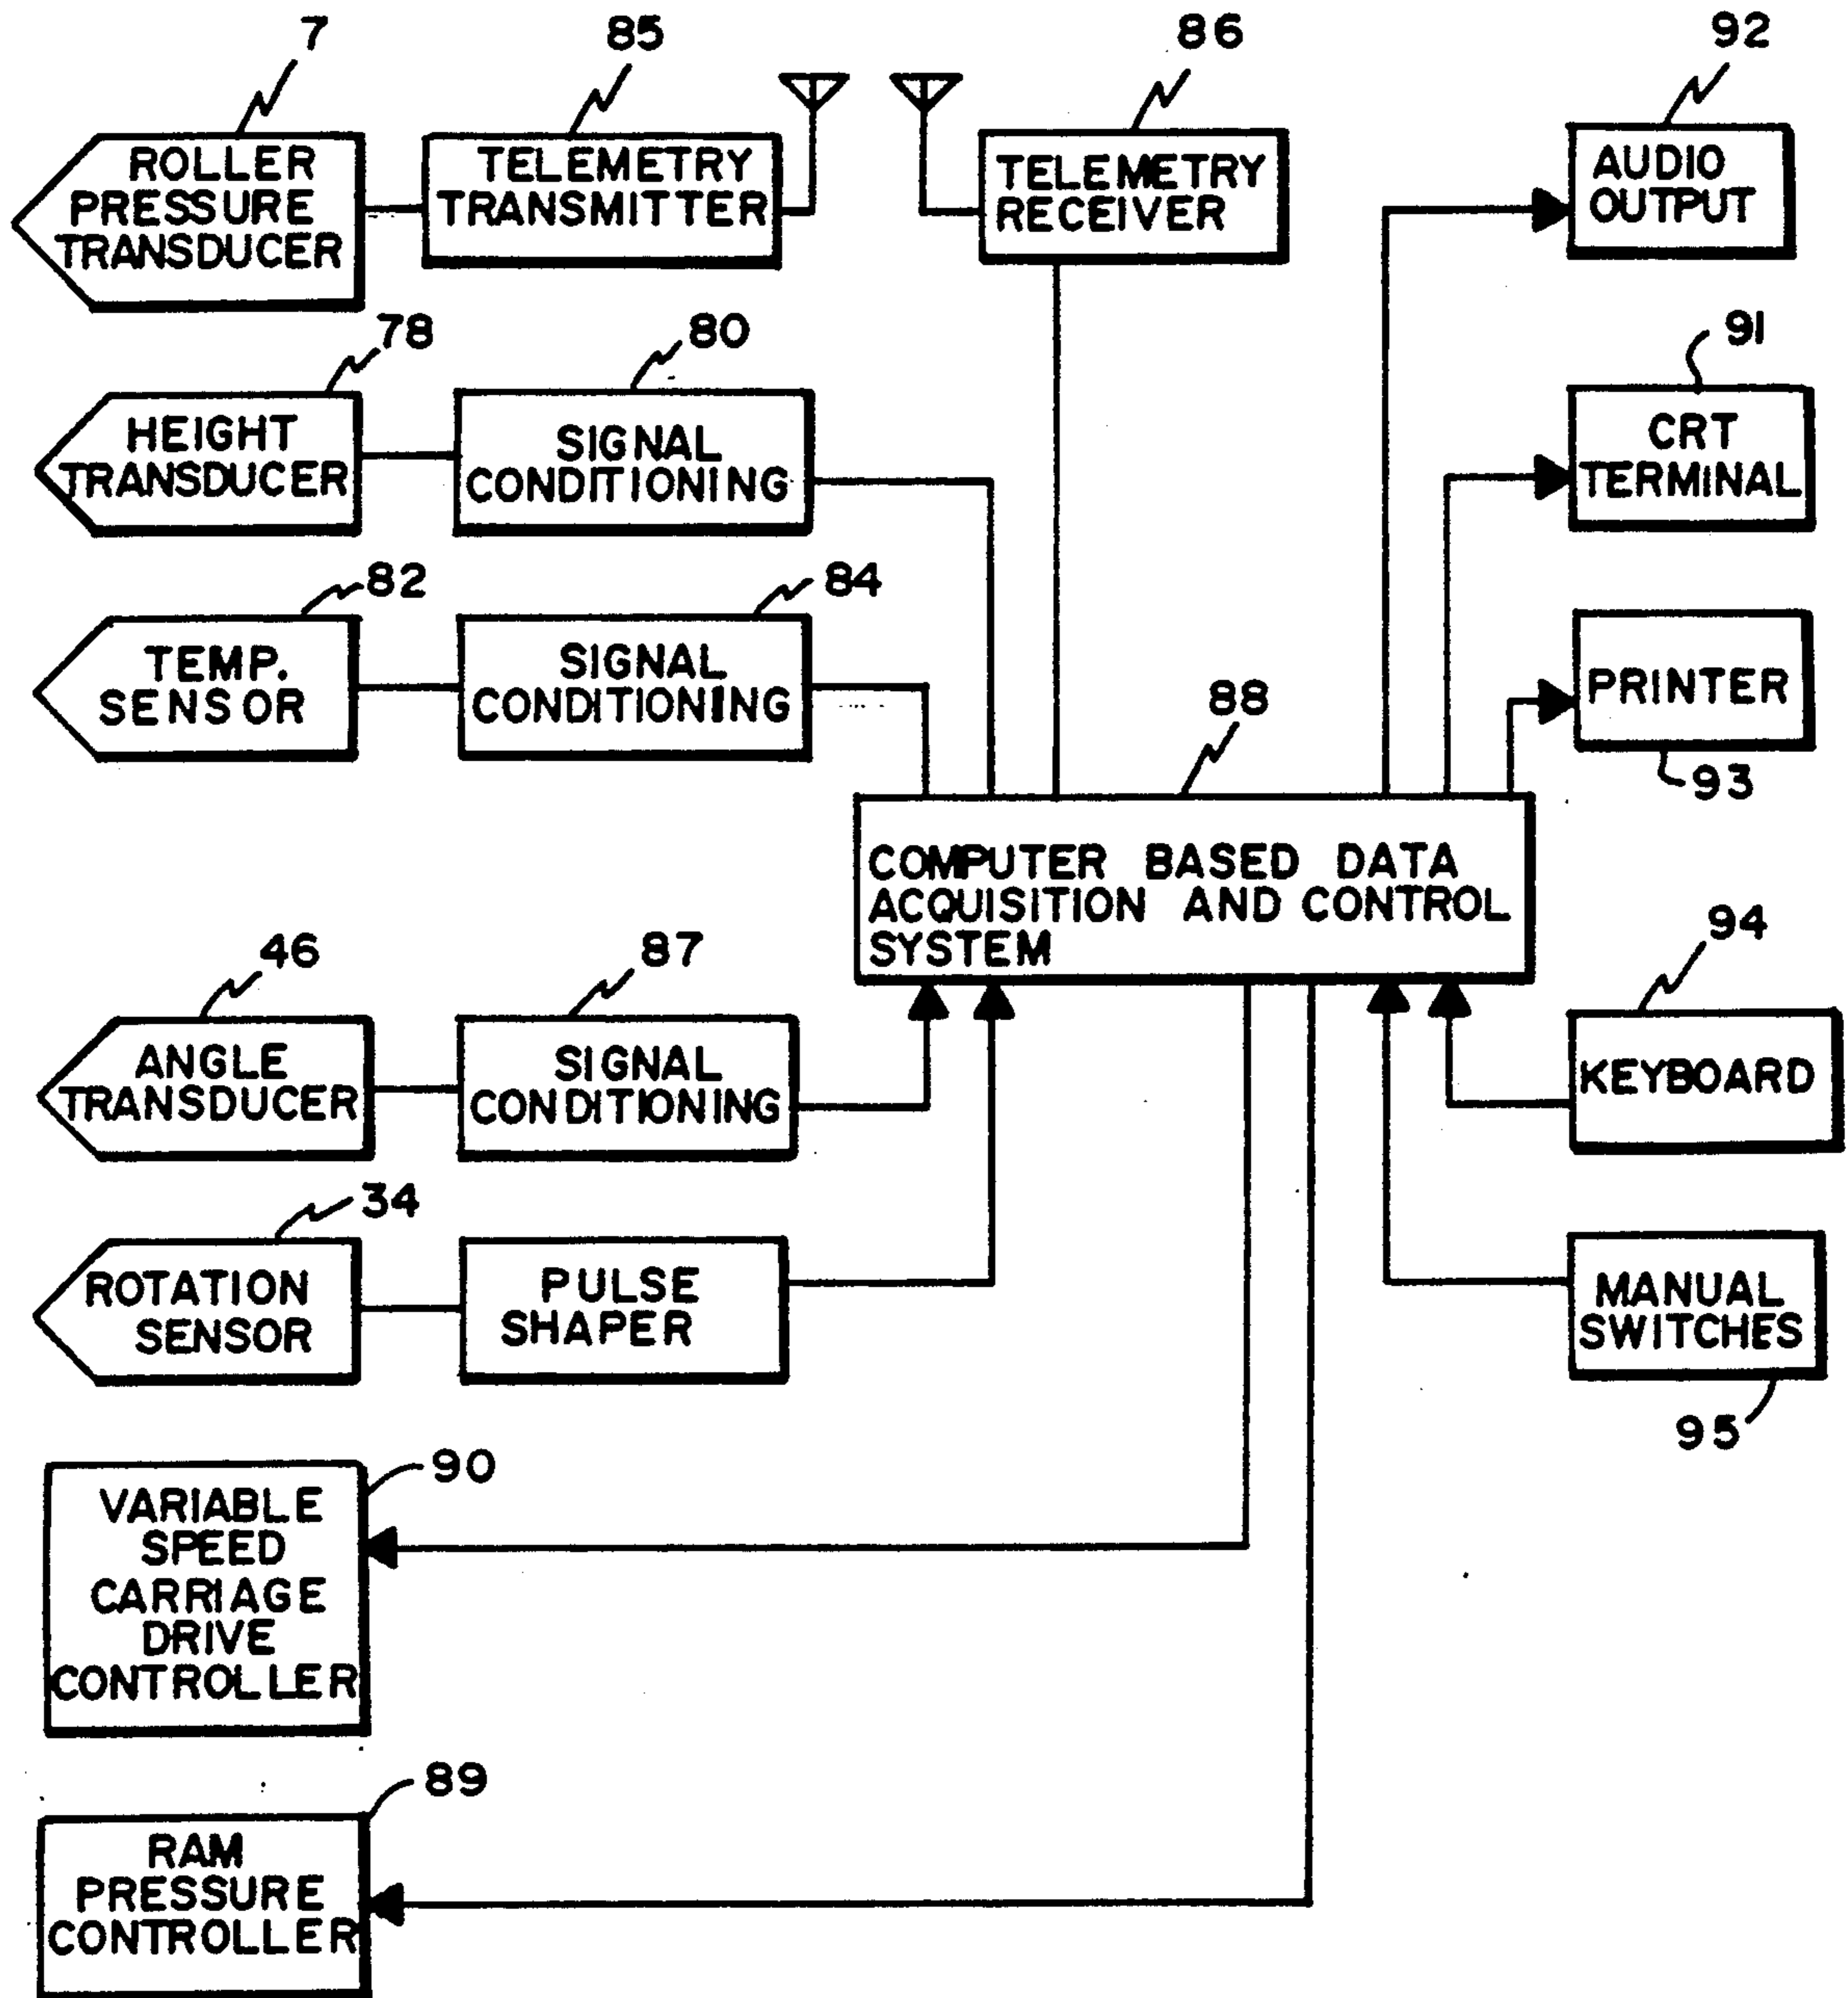 7
85
86
92
ROLLER
PRESSURE
TRANSDUCER
TELEMETRY
TRANSMITTER
TELEMETRY
RECEIVER
AUDIO
OUTPUT
78
80
91
HEIGHT
TRANSDUCER
SIGNAL
CONDITIONING
CRT
TERMINAL
82
84
TEMP.
SENSOR
SIGNAL
CONDITIONING
88
PRINTER
93
COMPUTER BASED DATA
ACQUISITION AND CONTROL
SYSTEM
46
87
94
ANGLE
TRANSDUCER
SIGNAL
CONDITIONING
KEYBOARD
34
ROTATION
SENSOR
PULSE
SHAPER
MANUAL
SWITCHES
95
90
VARIABLE
SPEED
CARRIAGE
DRIVE
CONTROLLER
89
RAM
PRESSURE
CONTROLLER